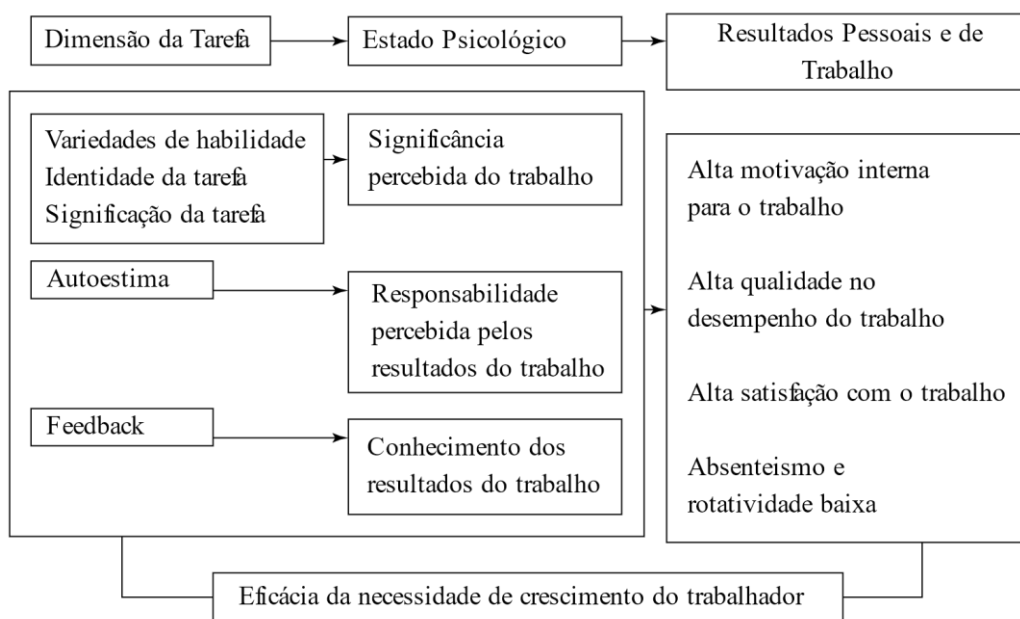 Dimensão da Tarefa
Estado Psicológico
Resultados Pessoais e de
Trabalho
Variedades de habilidade
Identidade da tarefa
Significação da tarefa
Significância
percebida do trabalho
Autoestima
Responsabilidade
percebida pelos
resultados do trabalho
Feedback
Conhecimento dos
resultados do trabalho
Alta motivação interna
para o trabalho
Alta qualidade no
desempenho do trabalho
Alta satisfação com o trabalho
Absenteismo e
rotatividade baixa
Eficácia da necessidade de crescimento do trabalhador